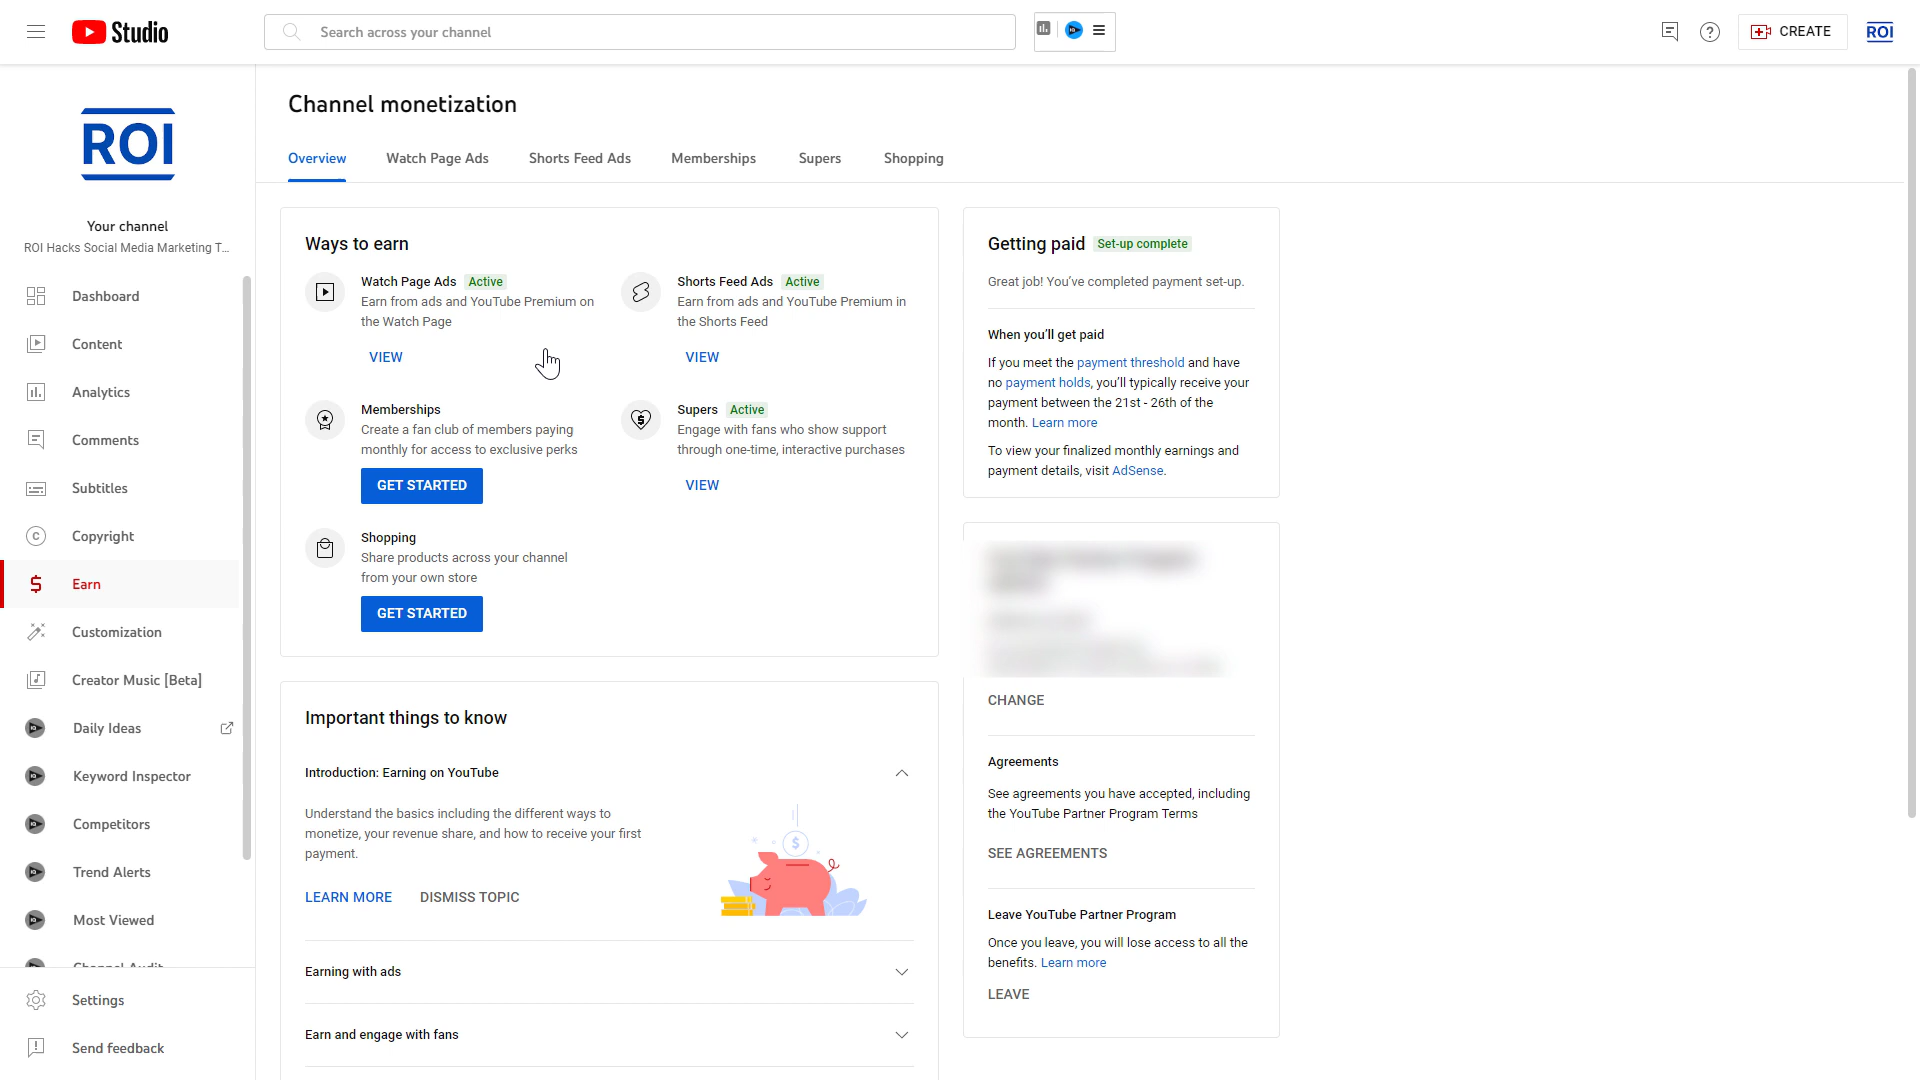 Studio
Search across your channel
CREATE
ROI
ROI
Your channel
ROI Hacks Social Media Marketing T...
Dashboard
Content
Analytics
Comments
Subtitles
Copyright
Earn
Customization
Creator Music [Beta]
Daily Ideas
Keyword Inspector
Competitors
Trend Alerts
Most Viewed
Channel Audit
Settings
Send feedback
Channel monetization
Overview
Watch Page Ads
Shorts Feed Ads
Memberships
Supers
Shopping
Ways to earn
Watch Page Ads Active
Earn from ads and YouTube Premium on
the Watch Page
VIEW
Shorts Feed Ads Active
Earn from ads and YouTube Premium in
the Shorts Feed
VIEW
Memberships
Create a fan club of members paying
monthly for access to exclusive perks
GET STARTED
Supers Active
Engage with fans who show support
through one-time, interactive purchases
VIEW
Shopping
Share products across your channel
from your own store
GET STARTED
Important things to know
Introduction: Earning on YouTube
Understand the basics including the different ways to
monetize, your revenue share, and how to receive your first
payment.
LEARN MORE
DISMISS TOPIC
Earning with ads
Earn and engage with fans
Getting paid Set-up complete
Great job! You've completed payment set-up.
When you'll get paid
If you meet the payment threshold and have
no payment holds, you'll typically receive your
payment between the 21st - 26th of the
month. Learn more
To view your finalized monthly earnings and
payment details, visit AdSense.
CHANGE
Agreements
See agreements you have accepted, including
the YouTube Partner Program Terms
SEE AGREEMENTS
Leave YouTube Partner Program
Once you leave, you will lose access to all the
benefits. Learn more
LEAVE